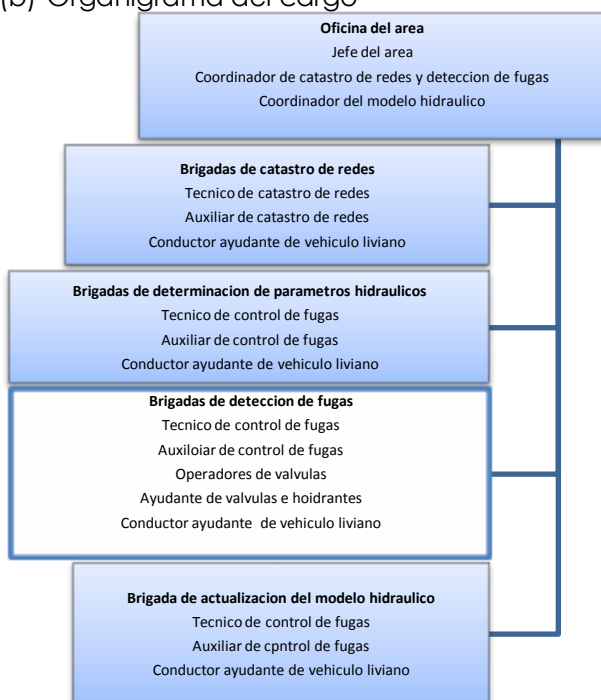 (b) Organigrama del cargo
Oficina del area
Jefe del area
Coordinador de catastro de redes y deteccion de fugas
Coordinador del modelo hidraulico
Brigadas de catastro de redes
Tecnico de catastro de redes
Auxiliar de catastro de redes
Conductor ayudante de vehiculo liviano
Brigadas de determinacion de parametros hidraulicos
Tecnico de control de fugas
Auxiliar de control de fugas
Conductor ayudante de vehiculo liviano
Brigadas de deteccion de fugas
Tecnico de control de fugas
Auxiloiar de control de fugas
Operadores de valvulas
Ayudante de valvulas e hoidrantes
Conductor ayudante de vehiculo liviano
Brigada de actualizacion del modelo hidraulico
Tecnico de control de fugas
Auxiliar de cpntrol de fugas
Conductor ayudante de vehiculo liviano